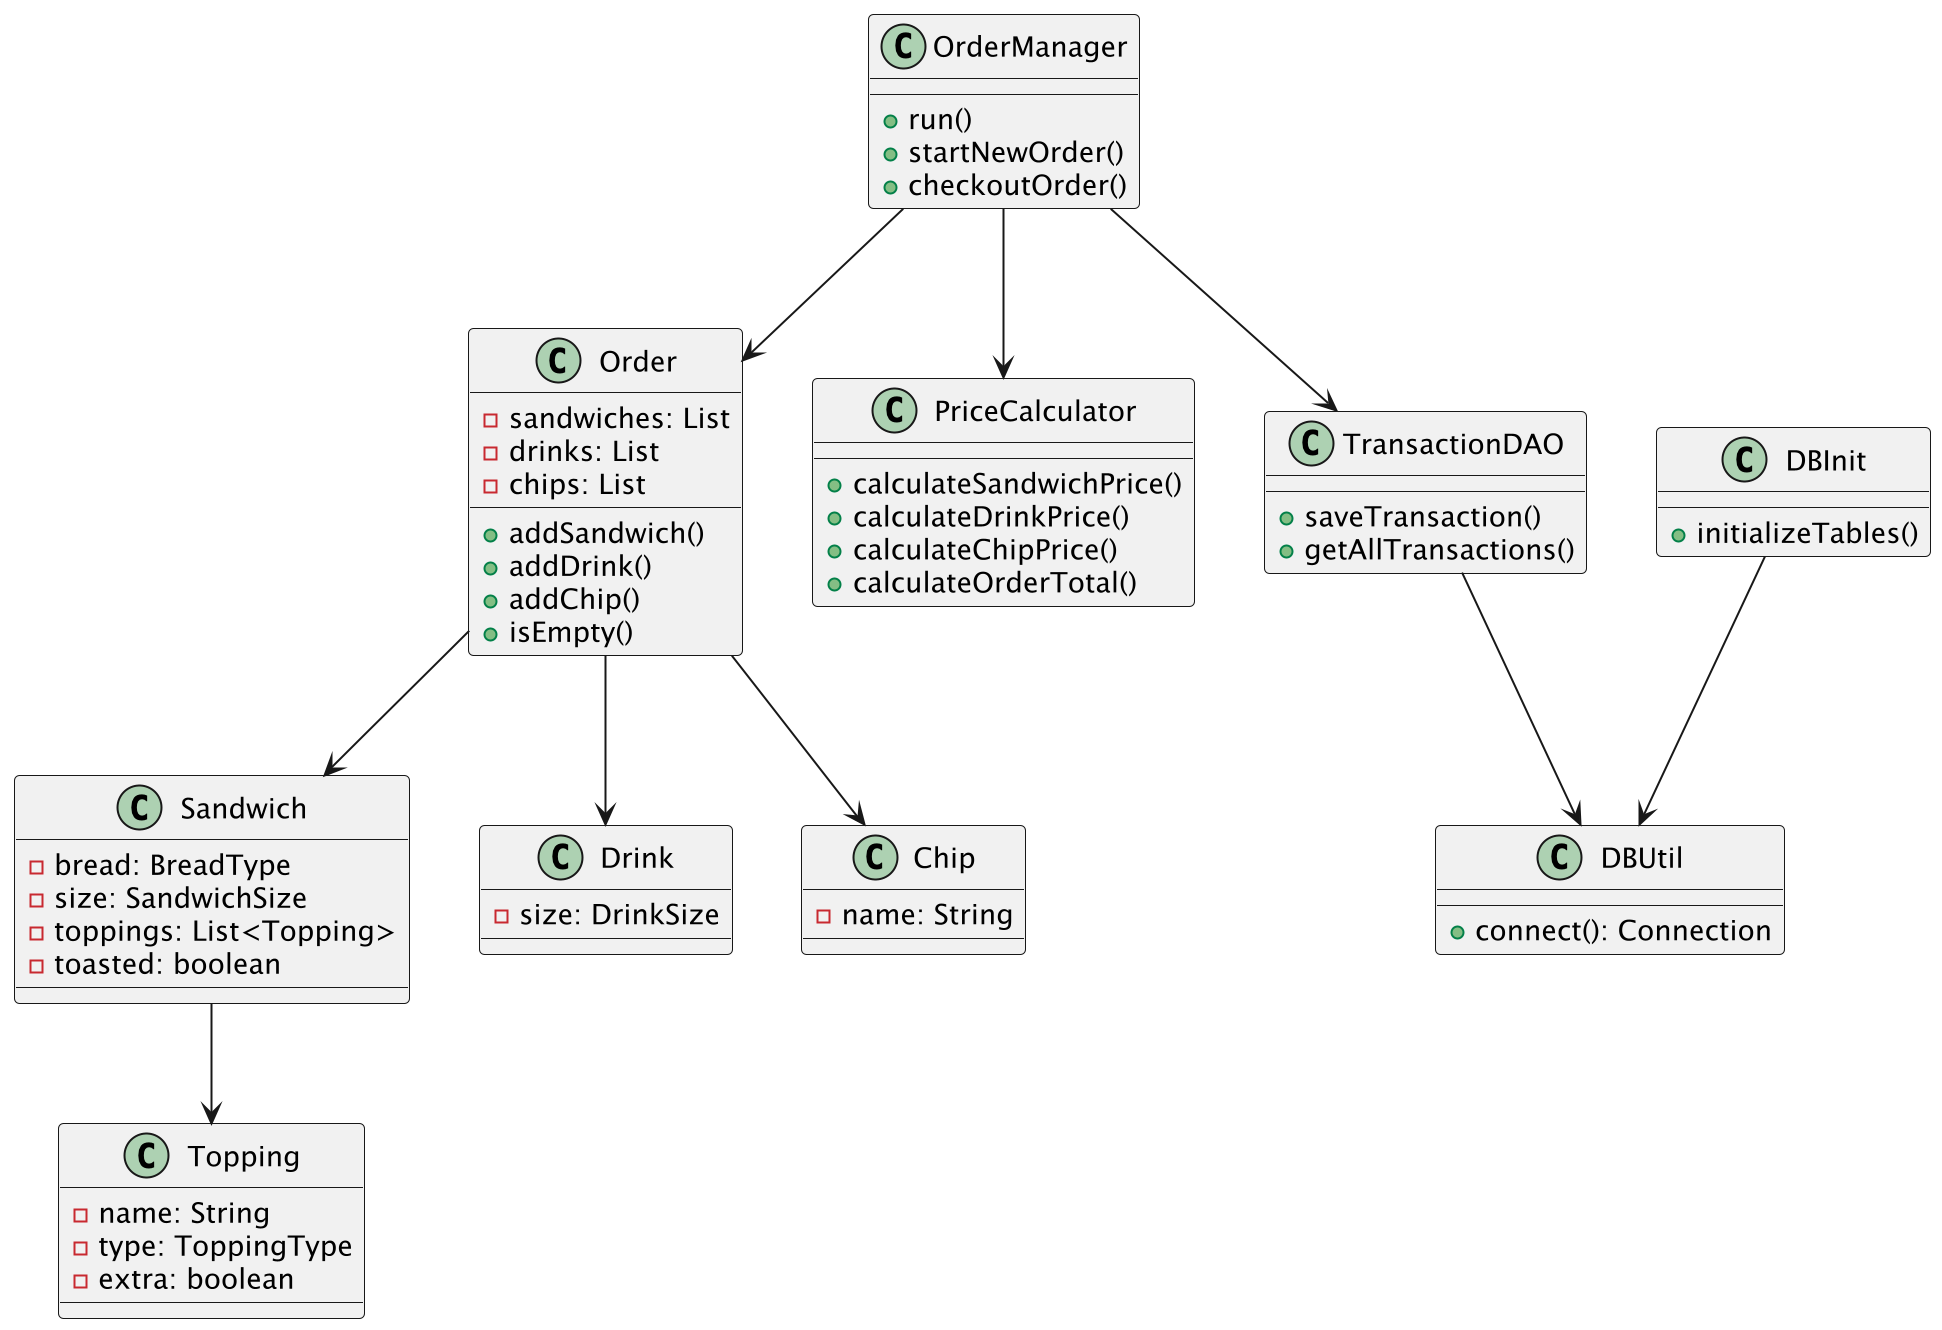 C OrderManager
run()
startNewOrder()
checkoutOrder()
C Order
sandwiches: List
drinks: List
chips: List
addSandwich()
addDrink()
addChip()
isEmpty()
C PriceCalculator
calculateSandwichPrice()
calculateDrinkPrice()
calculateChipPrice()
calculateOrderTotal()
C TransactionDAO
saveTransaction()
getAllTransactions()
C DBInit
initializeTables()
C Sandwich
bread: BreadType
size: SandwichSize
toppings: List<Topping>
toasted: boolean
C Drink
size: DrinkSize
C Chip
name: String
C DBUtil
connect(): Connection
C Topping
name: String
type: ToppingType
extra: boolean